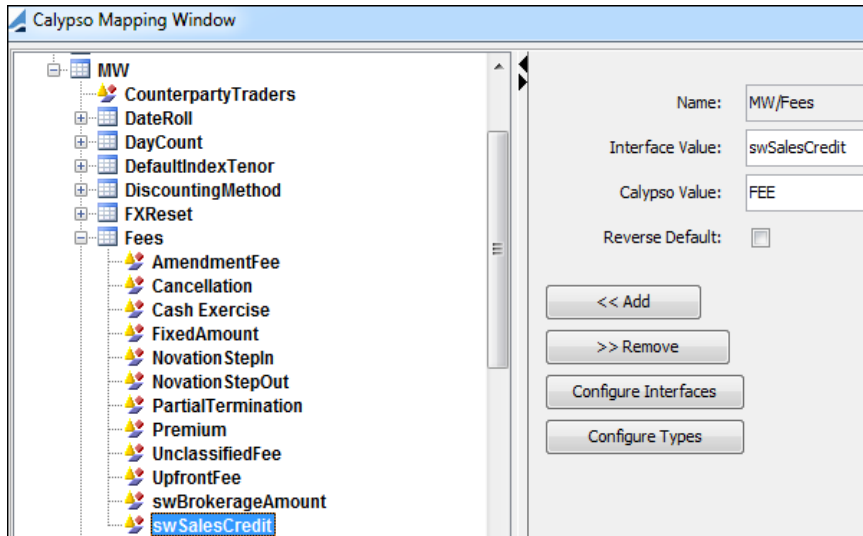 Calypso Mapping Window
MW
CounterpartyTraders
DateRoll
DayCount
DefaultIndexTenor
DiscountingMethod
FXReset
Fees
AmendmentFee
Cancellation
Cash Exercise
FixedAmount
NovationStepIn
NovationStepOut
PartialTermination
Premium
UnclassifiedFee
UpfrontFee
swBrokerageAmount
swSalesCredit
Name: MW/Fees
Interface Value: swSalesCredit
Calypso Value: FEE
Reverse Default:
<< Add
>> Remove
Configure Interfaces
Configure Types